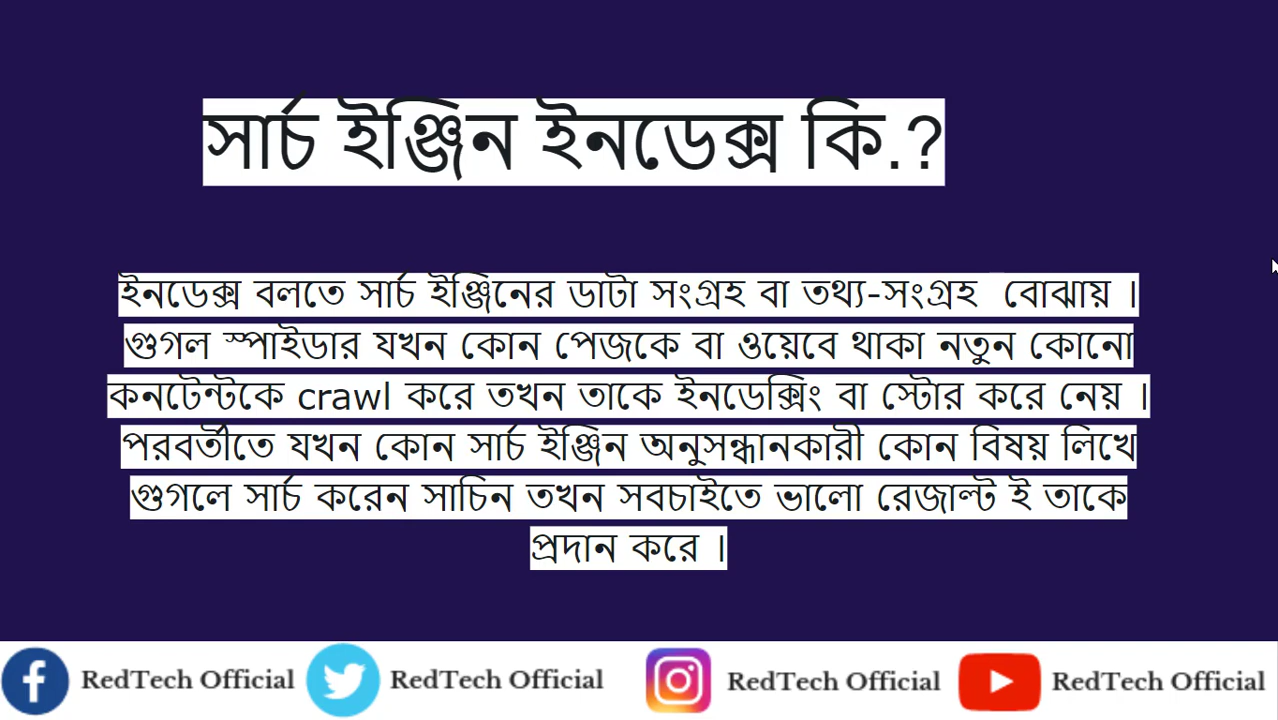 সার্চ ইঞ্জিন ইনডেক্স কি.?
ইনডেক্স বলতে সার্চ ইঞ্জিনের ডাটা সংগ্রহ বা তথ্য-সংগ্রহ বোঝায় ।
গুগল স্পাইডার যখন কোন পেজকে বা ওয়েবে থাকা নতুন কোনো
কনটেন্টকে crawl করে তখন তাকে ইনডেক্সিং বা স্টোর করে নেয় ।
পরবর্তীতে যখন কোন সার্চ ইঞ্জিন অনুসন্ধানকারী কোন বিষয় লিখে
গুগলে সার্চ করেন সাচিন তখন সবচাইতে ভালো রেজাল্ট ই তাকে
প্রদান করে ।
RedTech Official RedTech Official RedTech Official RedTech Official